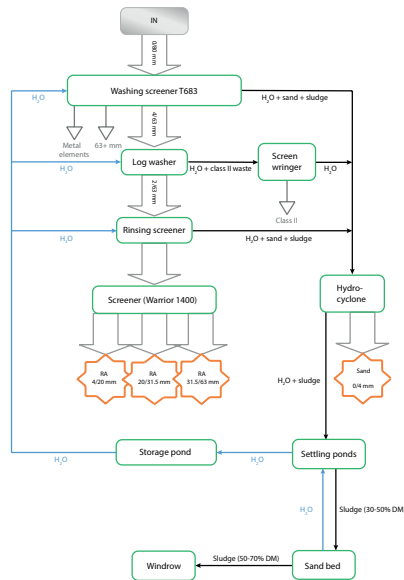 IN
0/80 mm
Washing screener T683
H₂O
H₂O + sand + sludge
4/63 mm
Metal
elements
63+ mm
H₂O
Log washer
H₂O + class II waste
Screen
wringer
H₂O
2/63 mm
Class II
Rinsing screener
H₂O
H₂O + sand + sludge
Screener (Warrior 1400)
Hydro-
cyclone
RA
4/20 mm
RA
20/31.5 mm
RA
31.5/63 mm
Sand
0/4 mm
H₂O + sludge
Storage pond
Settling ponds
H₂O
H₂O
H₂O
Sludge (30-50% DM)
Sludge (50-70% DM)
Windrow
Sand bed